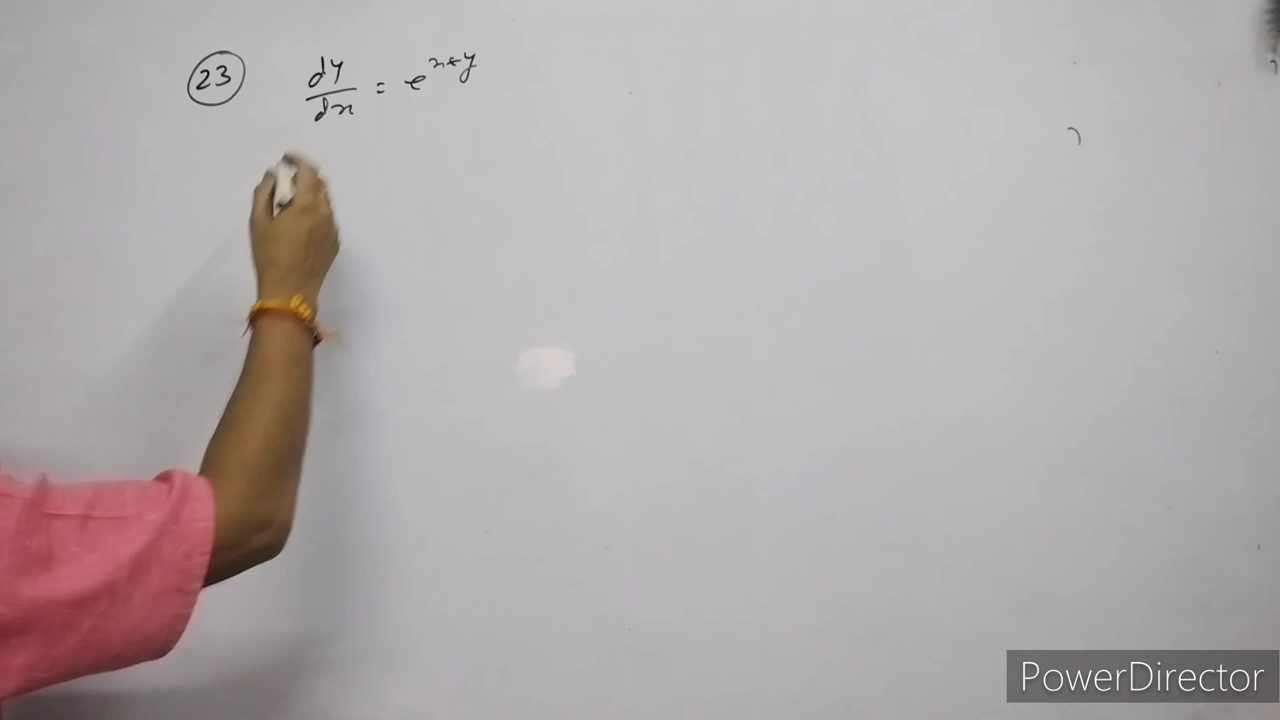 23 dy/dx = e^{x+y}
PowerDirector